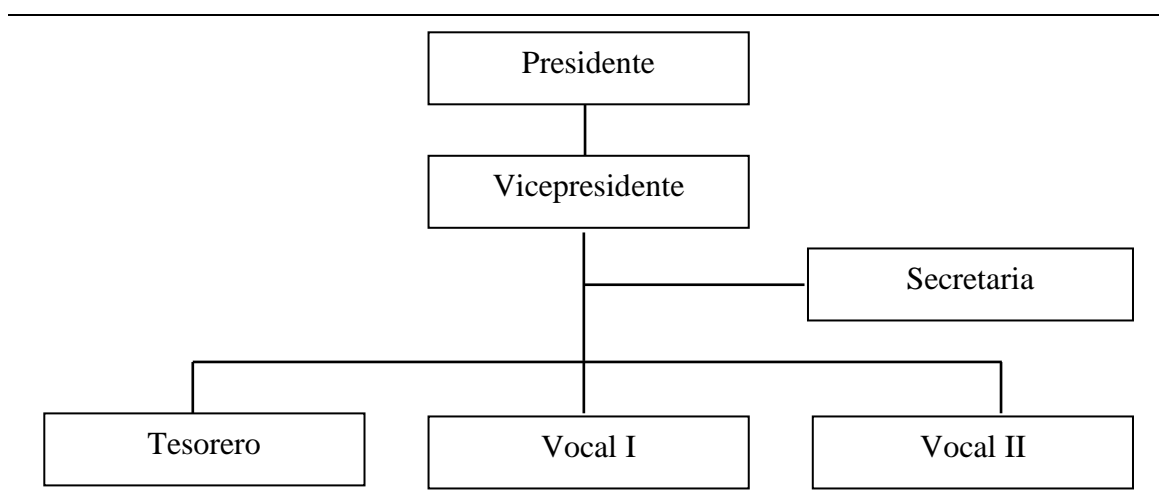 Presidente
Vicepresidente
Secretaria
Tesorero
Vocal I
Vocal II